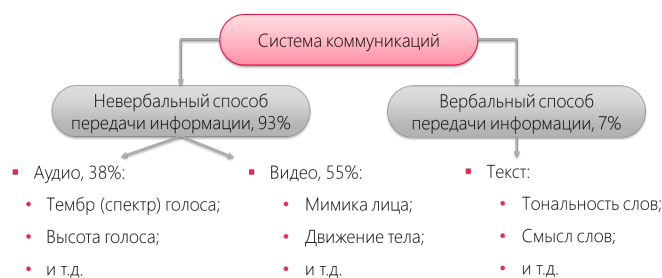 Система коммуникаций
Невербальный способ
передачи информации, 93%
Вербальный способ
передачи информации, 7%
Аудио, 38%:
Тембр (спектр) голоса;
Высота голоса;
и т.д.
Видео, 55%:
Мимика лица;
Движение тела;
и т.д.
Текст:
Тональность слов;
Смысл слов;
и т.д.